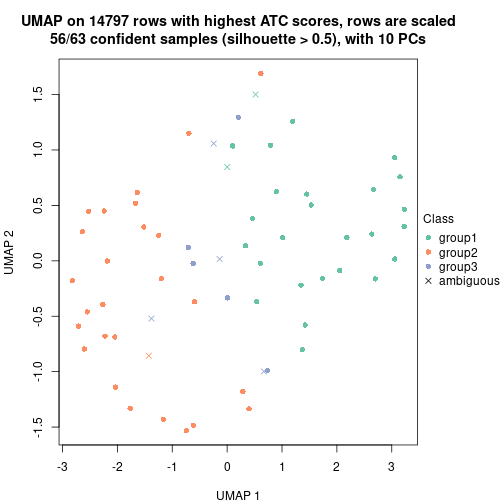 UMAP on 14797 rows with highest ATC scores, rows are scaled
56/63 confident samples (silhouette > 0.5), with 10 PCs
UMAP 2
1.5
1.0
0.5
0.0
-0.5
-1.0
-1.5
-3 -2 -1 0 1 2 3
UMAP 1
Class
group1
group2
group3
ambiguous